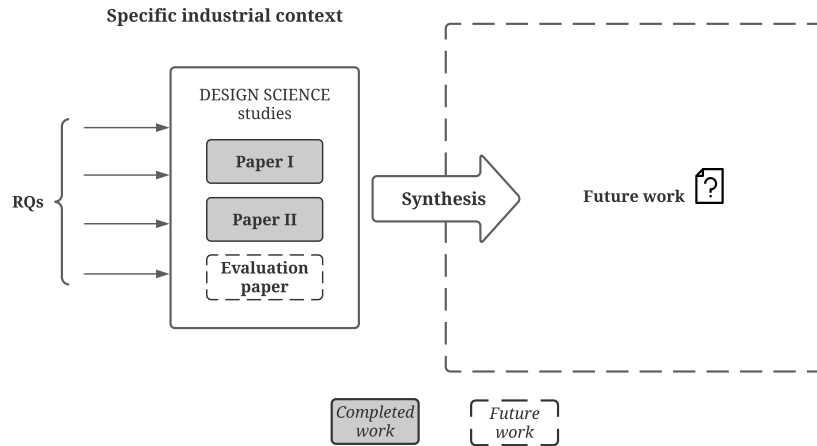 Specific industrial context
DESIGN SCIENCE
studies
Paper I
Paper II
Evaluation
paper
RQs
Synthesis
Future work
?
Completed
work
Future
work